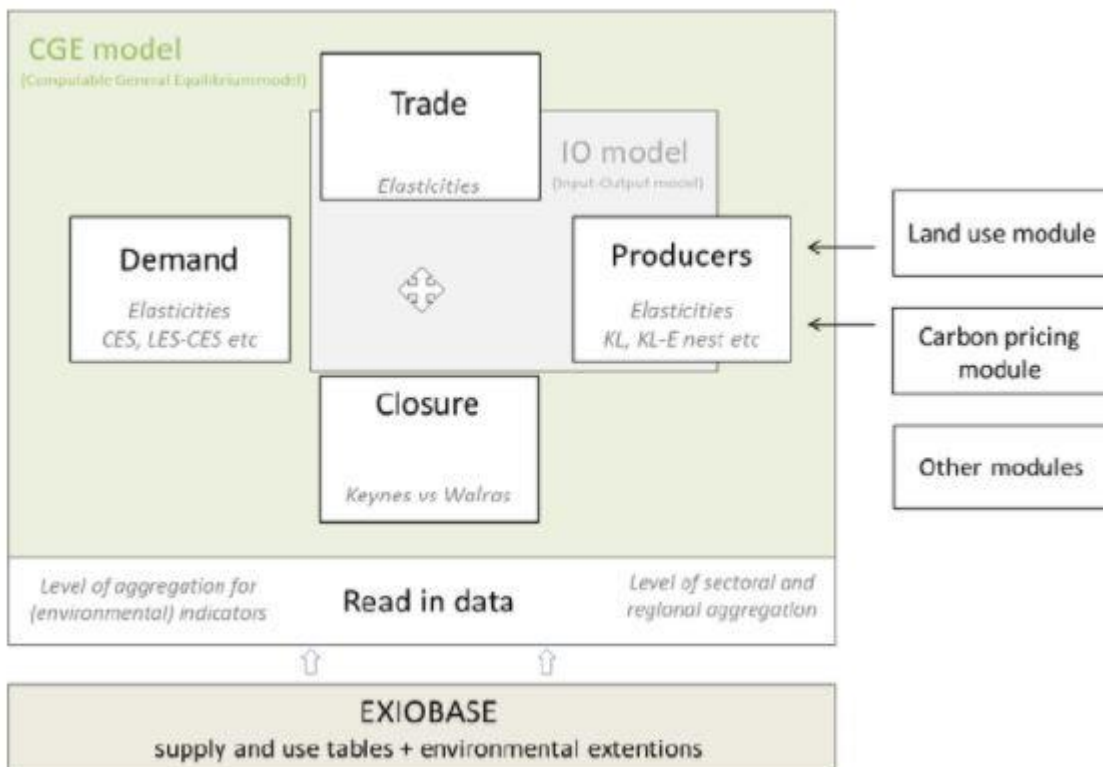 CGE model
(Computable General Equilibriummodel)
Trade
Elasticities
IO model
(Input-Output model)
Demand
Elasticities
CES, LES-CES etc
Producers
Elasticities
KL, KL-E nest etc
Closure
Keynes vs Walras
Land use module
Carbon pricing
module
Other modules
Level of aggregation for
(environmental) indicators
Read in data
Level of sectoral and
regional aggregation
EXIOBASE
supply and use tables + environmental extentions